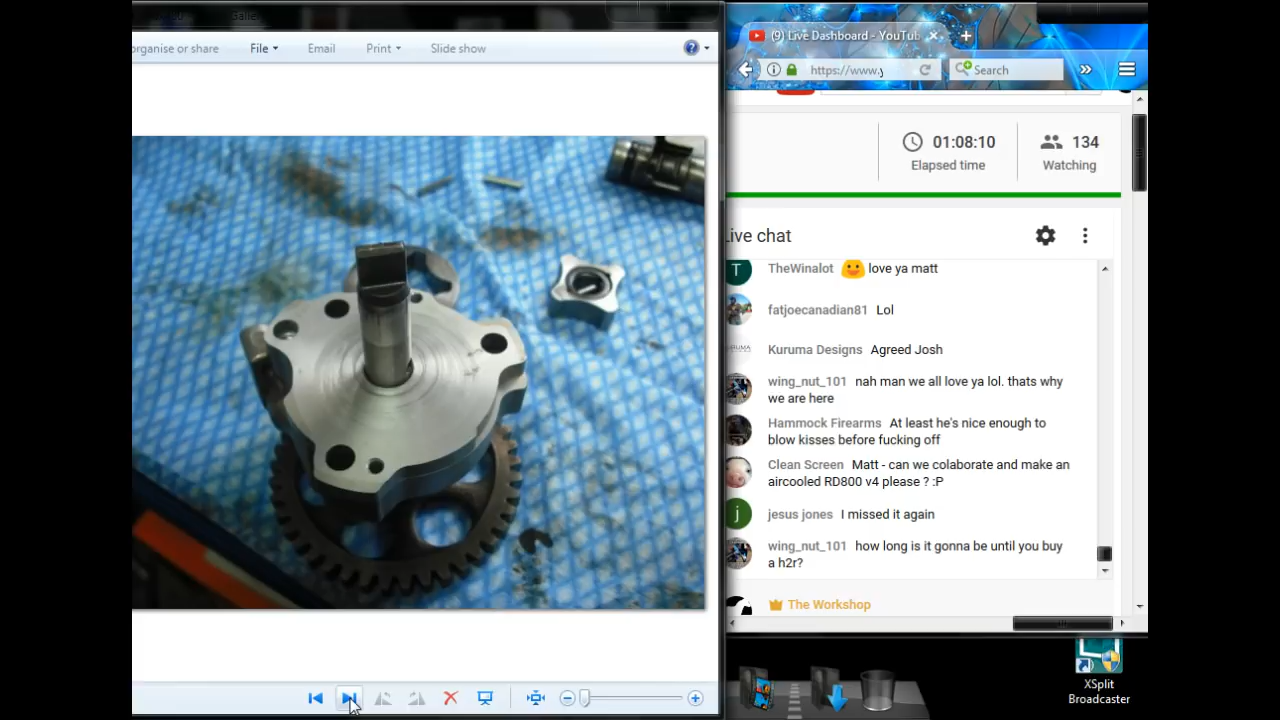 organise or share File Email Print Slide show
(9) Live Dashboard - YouTub
https://www.y
Search
01:08:10 134
Elapsed time Watching
Live chat
T TheWinalot love ya matt
fatjoecanadian81 Lol
Kuruma Designs Agreed Josh
wing_nut_101 nah man we all love ya lol. thats why
we are here
Hammock Firearms At least he's nice enough to
blow kisses before fucking off
Clean Screen Matt - can we colaborate and make an
aircooled RD800 v4 please ? :P
j jesus jones I missed it again
wing_nut_101 how long is it gonna be until you buy
a h2r?
The Workshop
XSplit
Broadcaster